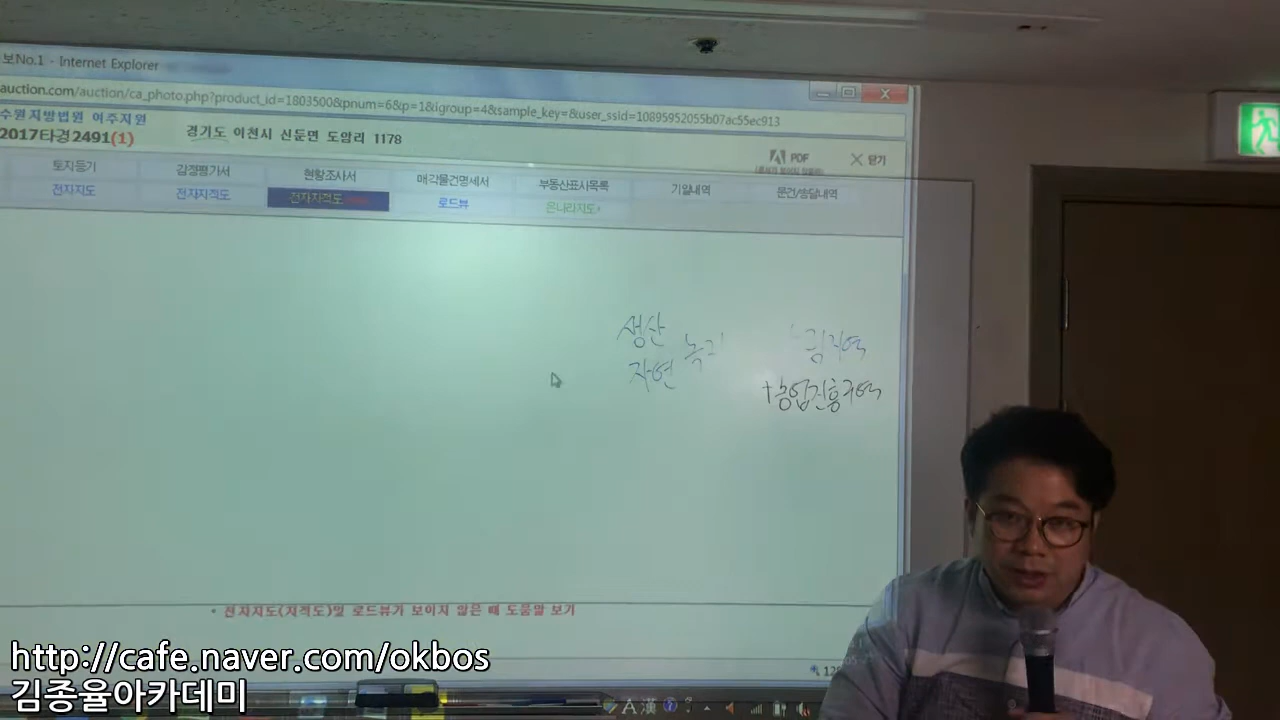 보No.1 - Internet Explorer
auction.com/auction/ca_photo.php?product_id=1803500&pnum=6&p=1&igroup=4&sample_key=&user_ssid=10895952055b07ac55ec913
수원지방법원 여주지원
2017타경2491(1) 경기도 이천시 신둔면 도암리 1178
PDF
닫기
토지등기 감정평가서 현황조사서 매각물건명세서 부동산표시목록 기일내역 문건/송달내역
전자지도 전자지적도 전자지적도 로드뷰 온나라지도+
생산
자연 녹지
+농업진흥구역
* 전자지도(지적도)및 로드뷰가 보이지 않은 때 도움말 보기
http://cafe.naver.com/okbos
김종율아카데미
A 漢